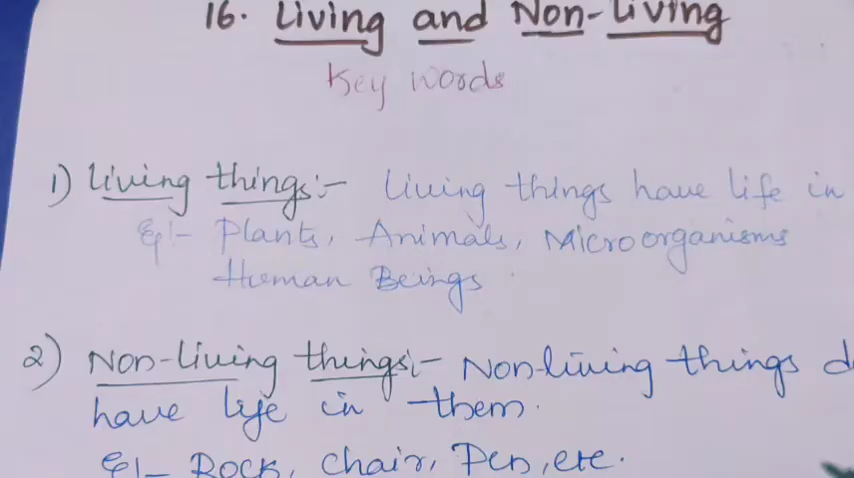 16. Living and Non-Living
Key words
1) Living things:- Living things have life in
Eg:- Plants, Animals, Microorganisms
Human Beings
2) Non-living things:- Non-living things
have life in them.
Eg:- Rock, Chair, Pen, etc.